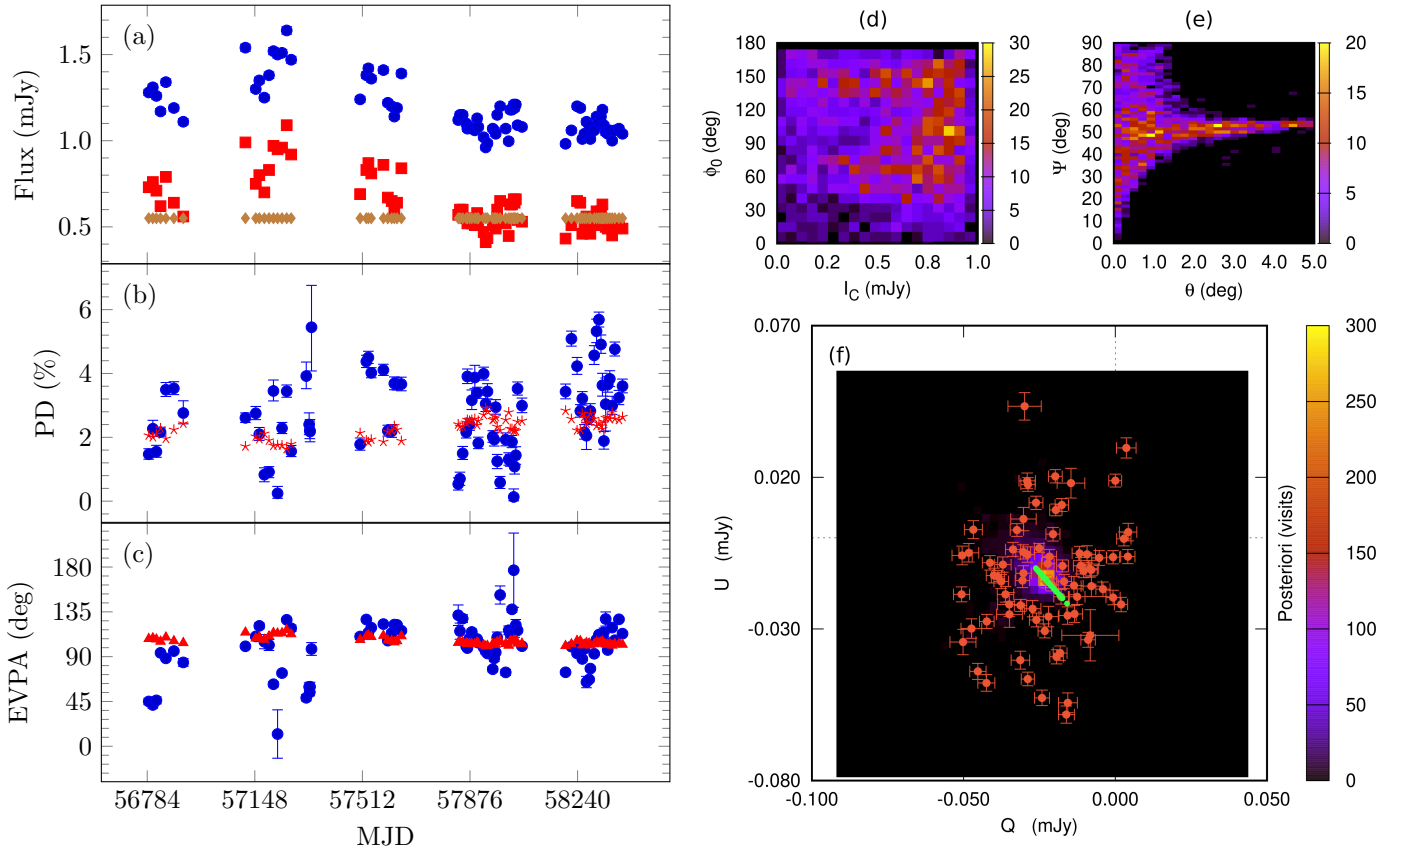 (a)
Flux (mJy)
1.5
1.0
0.5
(b)
PD (%)
6
4
2
0
(c)
EVPA (deg)
180
135
90
45
0
56784 57148 57512 57876 58240
MJD
(d)
ϕ0 (deg)
180
150
120
90
60
30
0
0.0 0.2 0.5 0.8 1.0
IC (mJy)
30
25
20
15
10
5
0
(e)
Ψ (deg)
90
80
70
60
50
40
30
20
10
0
0.0 1.0 2.0 3.0 4.0 5.0
θ (deg)
20
15
10
5
0
(f)
U (mJy)
0.070
0.020
-0.030
-0.080
-0.100 -0.050 0.000 0.050
Q (mJy)
Posteriori (visits)
300
250
200
150
100
50
0